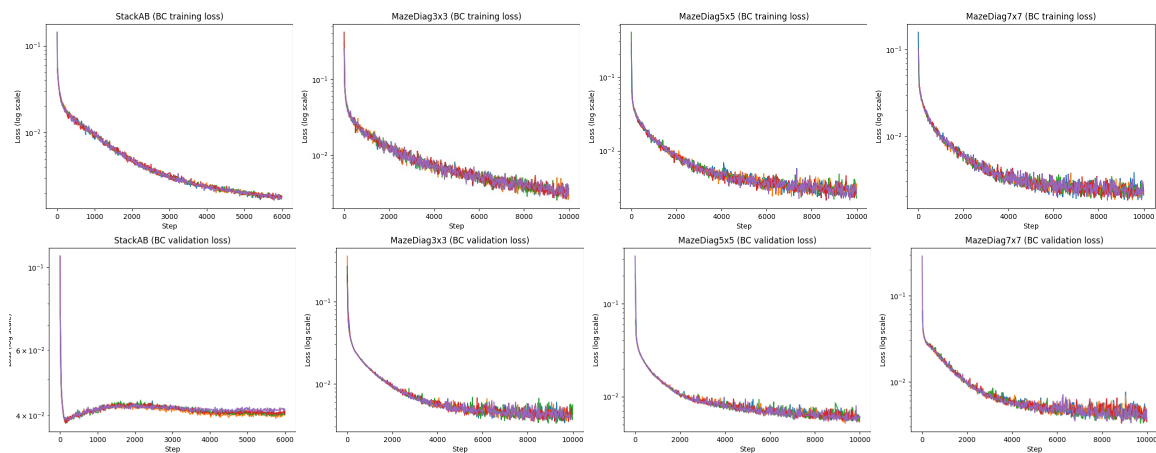 StackAB (BC training loss)
Loss (log scale)
10⁻¹
10⁻²
0 1000 2000 3000 4000 5000 6000
Step
MazeDiag3x3 (BC training loss)
Loss (log scale)
10⁻¹
10⁻²
0 2000 4000 6000 8000 10000
Step
MazeDiag5x5 (BC training loss)
Loss (log scale)
10⁻¹
10⁻²
0 2000 4000 6000 8000 10000
Step
MazeDiag7x7 (BC training loss)
Loss (log scale)
10⁻²
0 2000 4000 6000 8000 10000
Step
StackAB (BC validation loss)
scale)
10⁻¹
6 × 10⁻²
4 × 10⁻²
0 1000 2000 3000 4000 5000 6000
Step
MazeDiag3x3 (BC validation loss)
Loss (log scale)
10⁻¹
10⁻²
0 2000 4000 6000 8000 10000
Step
MazeDiag5x5 (BC validation loss)
Loss (log scale)
10⁻¹
10⁻²
0 2000 4000 6000 8000 10000
Step
MazeDiag7x7 (BC validation loss)
Loss (log scale)
10⁻¹
10⁻²
0 2000 4000 6000 8000 10000
Step